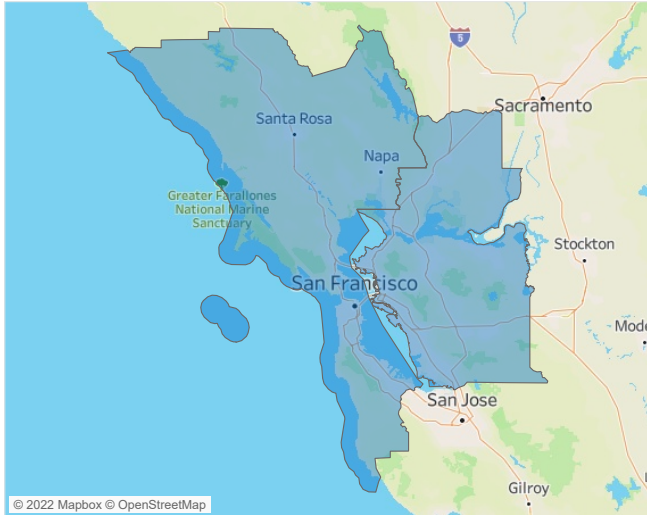 5
Sacramento
Santa Rosa
Napa
Greater Farallones
National Marine
Sanctuary
Stockton
San Francisco
San Jose
Gilroy
© 2022 Mapbox © OpenStreetMap